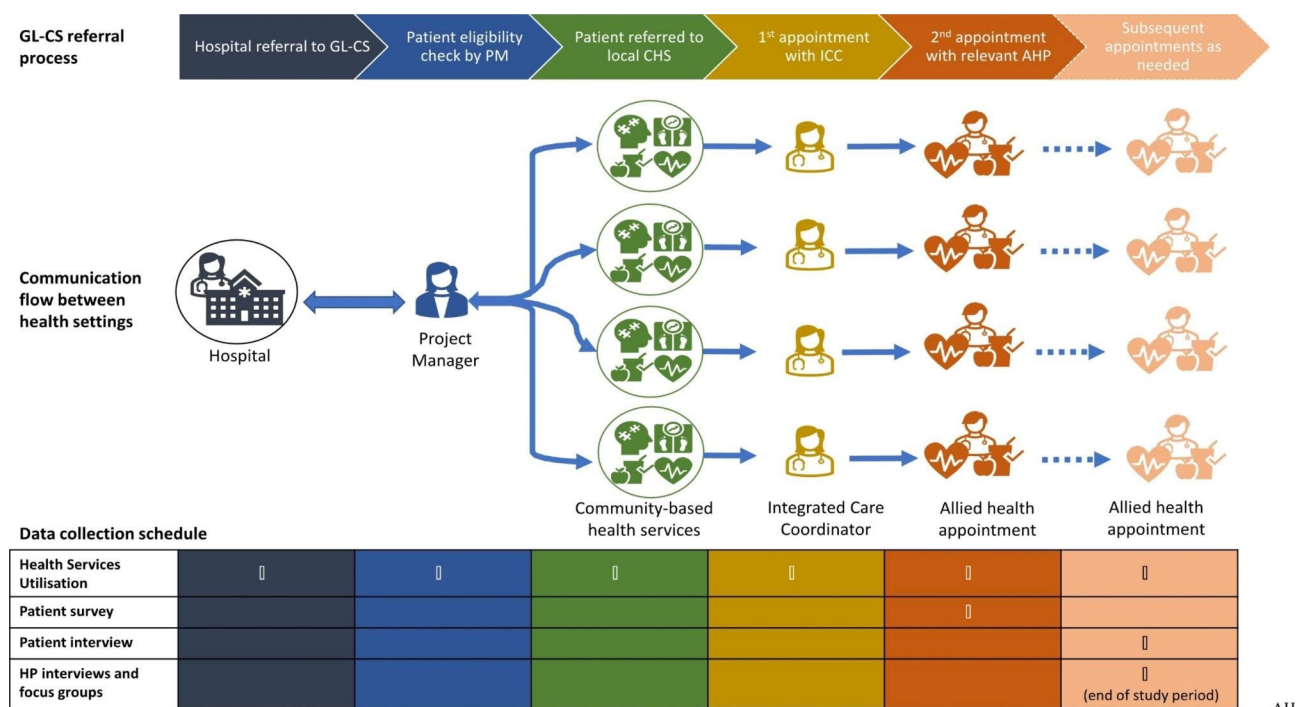 GL-CS referral
process
Hospital referral to GL-CS
Patient eligibility
check by PM
Patient referred to
local CHS
1st appointment
with ICC
2nd appointment
with relevant AHP
Subsequent
appointments as
needed
Communication
flow between
health settings
Hospital
Project
Manager
Community-based
health services
Integrated Care
Coordinator
Allied health
appointment
Allied health
appointment
Data collection schedule
Health Services
Utilisation
Patient survey
Patient interview
HP interviews and
focus groups
(end of study period)